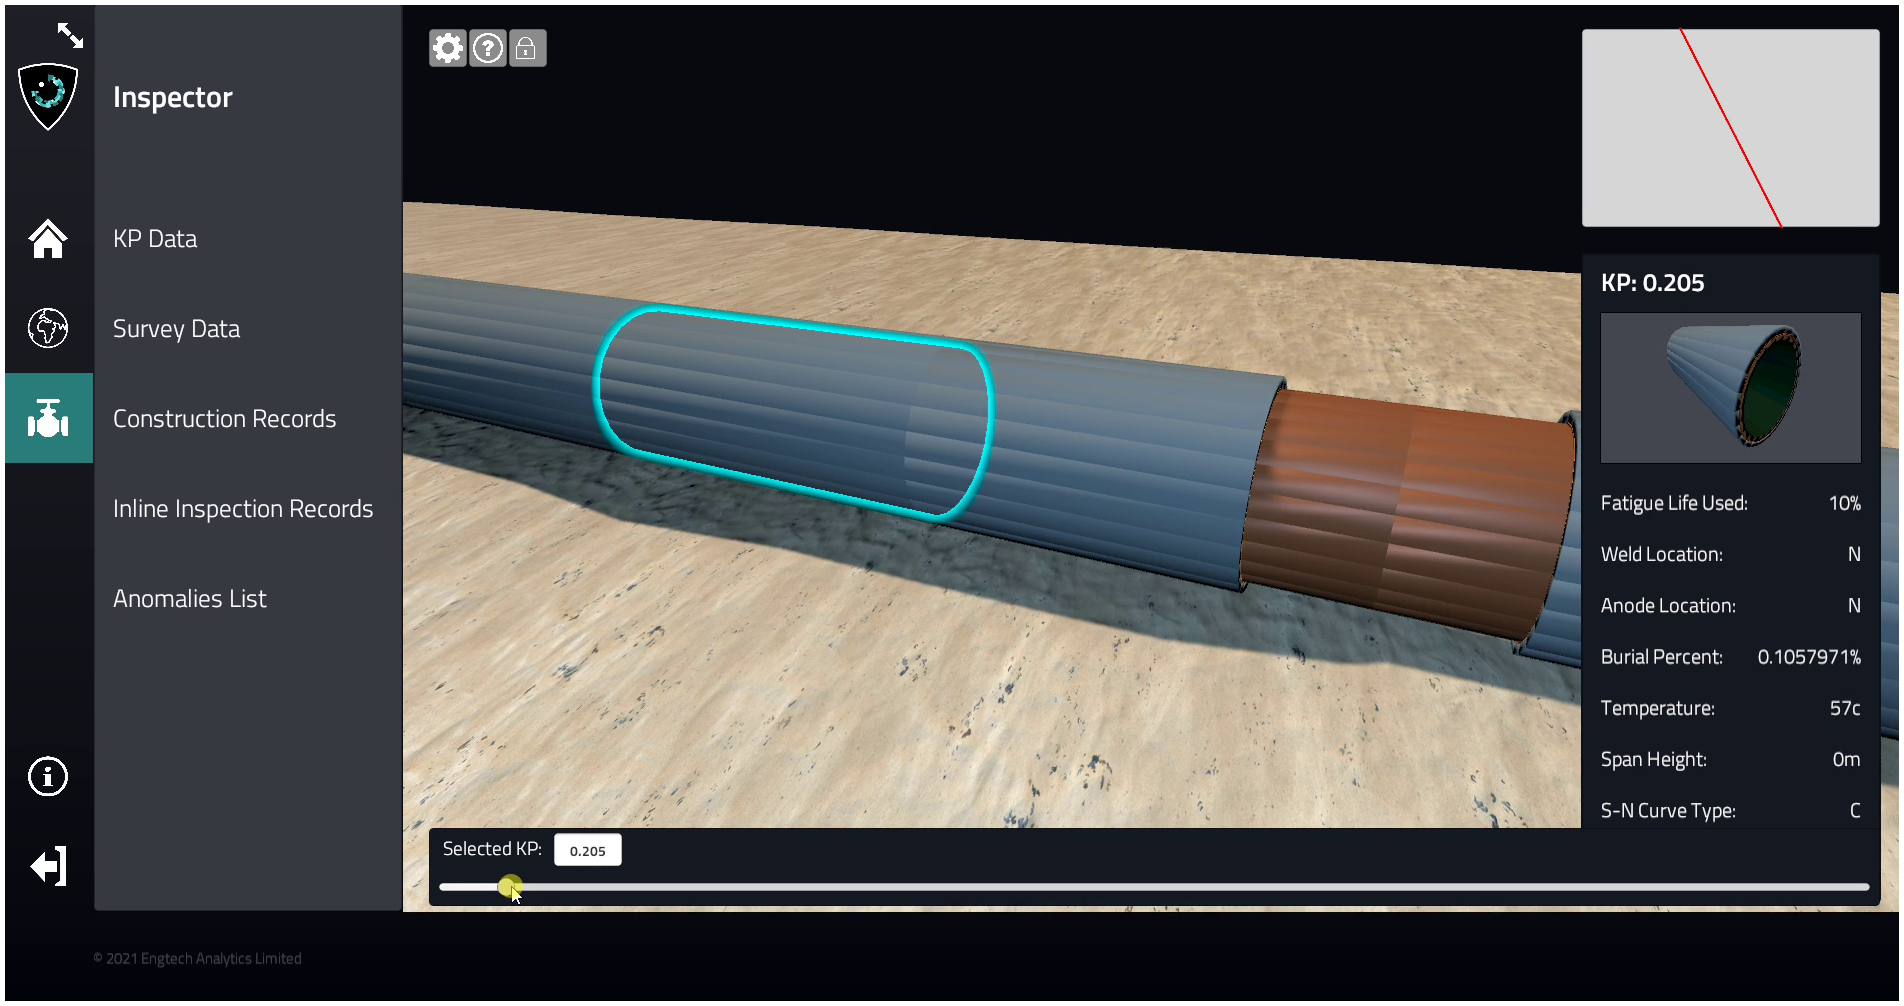 Inspector
KP Data
Survey Data
Construction Records
Inline Inspection Records
Anomalies List
KP: 0.205
Fatigue Life Used: 10%
Weld Location: N
Anode Location: N
Burial Percent: 0.1057971%
Temperature: 57c
Span Height: 0m
S-N Curve Type: C
Selected KP: 0.205
© 2021 Engtech Analytics Limited